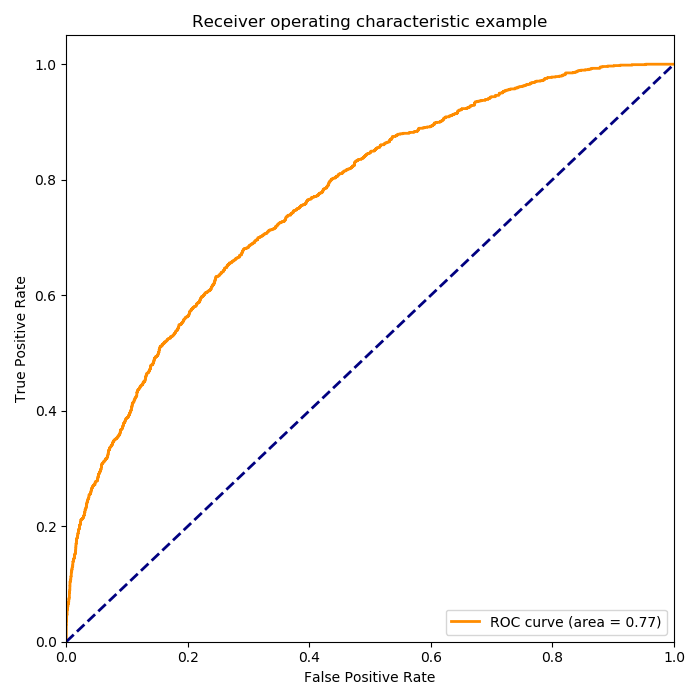 Receiver operating characteristic example
1.0
0.8
0.6
0.4
0.2
0.0
True Positive Rate
ROC curve (area = 0.77)
0.0 0.2 0.4 0.6 0.8 1.0
False Positive Rate